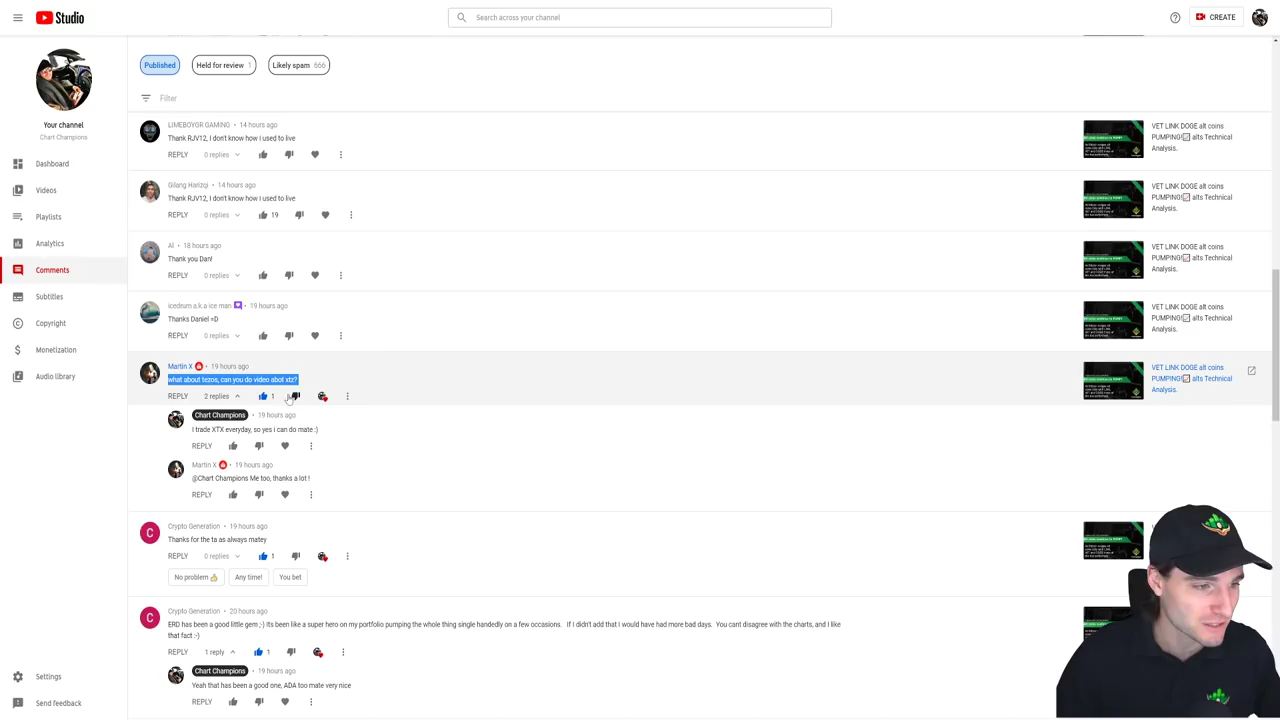 Studio
Search across your channel
CREATE
Published
Held for review 1
Likely spam 566
Filter
Your channel
Chart Champions
Dashboard
Videos
Playlists
Analytics
Comments
Subtitles
Copyright
Monetization
Audio library
Settings
Send feedback
LIMEBOYGR GAMING • 14 hours ago
Thank RJV12, I don't know how i used to live
REPLY 0 replies
VET LINK DOGE alt coins
PUMPING! alts Technical
Analysis.
Gilang Harizqi • 14 hours ago
Thank RJV12, I don't know how i used to live
REPLY 0 replies 19
VET LINK DOGE alt coins
PUMPING! alts Technical
Analysis.
Al • 18 hours ago
Thank you Dan!
REPLY 0 replies
VET LINK DOGE alt coins
PUMPING! alts Technical
Analysis.
icedrum a.k.a ice man • 19 hours ago
Thanks Daniel =D
REPLY 0 replies
VET LINK DOGE alt coins
PUMPING! alts Technical
Analysis.
Martin X • 19 hours ago
what about tezos, can you do video abot xtz?
REPLY 2 replies 1
VET LINK DOGE alt coins
PUMPING! alts Technical
Analysis.
Chart Champions • 19 hours ago
I trade XTX everyday, so yes i can do mate :)
REPLY
Martin X • 19 hours ago
@Chart Champions Me too, thanks a lot !
REPLY
C
Crypto Generation • 19 hours ago
Thanks for the ta as always matey
REPLY 0 replies 1
No problem
Any time!
You bet
C
Crypto Generation • 20 hours ago
ERD has been a good little gem ;-) Its been like a super hero on my portfolio pumping the whole thing single handedly on a few occasions. If I didn't add that I would have had more bad days. You cant disagree with the charts, and I like
that fact :-)
REPLY 1 reply 1
Chart Champions • 19 hours ago
Yeah that has been a good one, ADA too mate very nice
REPLY